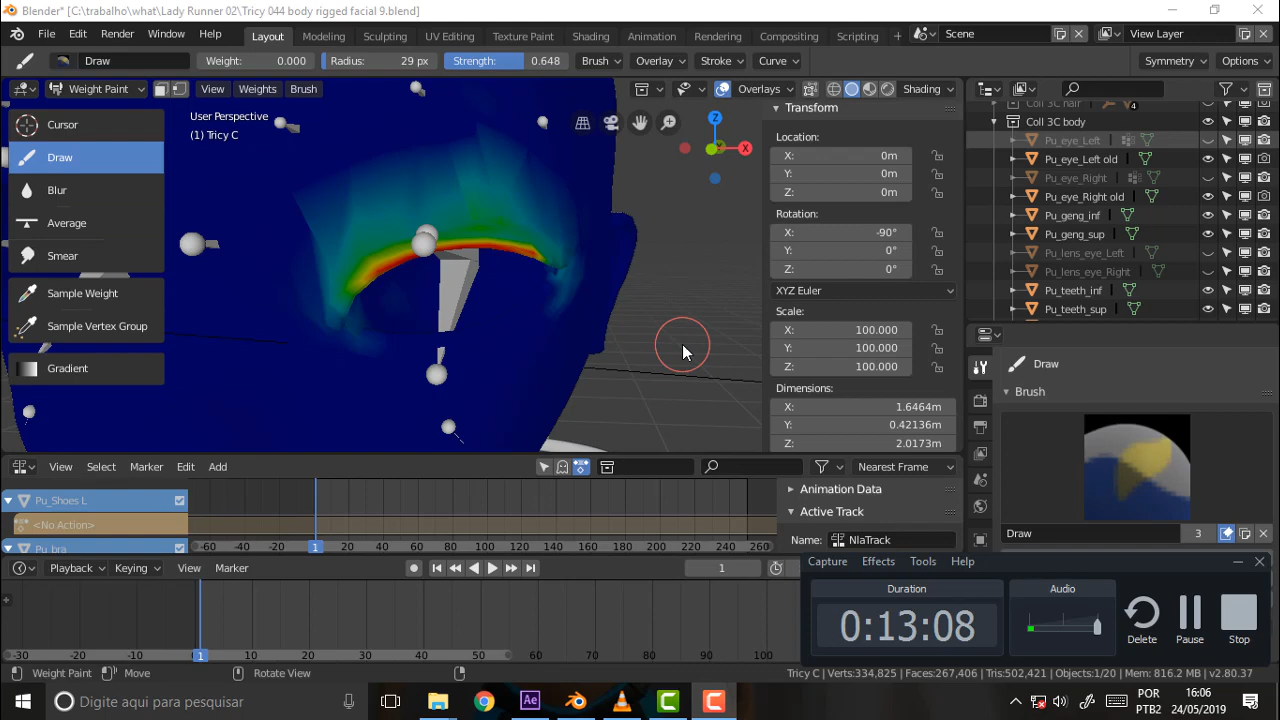 Blender* [C:\trabalho\what\Lady Runner 02\Tricy 044 body rigged facial 9.blend]
File Edit Render Window Help Layout Modeling Sculpting UV Editing Texture Paint Shading Animation Rendering Compositing Scripting + Scene View Layer
Draw Weight: 0.000 Radius: 29 px Strength: 0.648 Brush Overlay Stroke Curve Symmetry Options
Weight Paint View Weights Brush Overlays Shading
User Perspective
(1) Tricy C
Cursor
Draw
Blur
Average
Smear
Sample Weight
Sample Vertex Group
Gradient
Transform
Location:
X: 0m
Y: 0m
Z: 0m
Rotation:
X: -90°
Y: 0°
Z: 0°
XYZ Euler
Scale:
X: 100.000
Y: 100.000
Z: 100.000
Dimensions:
X: 1.6464m
Y: 0.42136m
Z: 2.0173m
Coll 3C hair 4
Coll 3C body
Pu_eye_Left
Pu_eye_Left old
Pu_eye_Right
Pu_eye_Right old
Pu_geng_inf
Pu_geng_sup
Pu_lens_eye_Left
Pu_lens_eye_Right
Pu_teeth_inf
Pu_teeth_sup
Draw
Brush
Draw 3
View Select Marker Edit Add Nearest Frame
Pu_Shoes L
<No Action>
Pu_bra
-60 -40 -20 1 20 40 60 80 100 120 140 160 180 200 220 240 260
Animation Data
Active Track
Name: NlaTrack
Playback Keying View Marker 1
-30 -20 -10 1 10 20 30 40 50 60 70 80 90 100
Capture Effects Tools Help
Duration
0:13:08
Audio
Delete Pause Stop
Weight Paint Move Rotate View Tricy C | Verts:334,825 | Faces:267,406 | Tris:502,421 | Objects:1/20 | Mem: 816.2 MB | v2.80.37
Digite aqui para pesquisar
Ae
POR
PTB2
16:06
24/05/2019